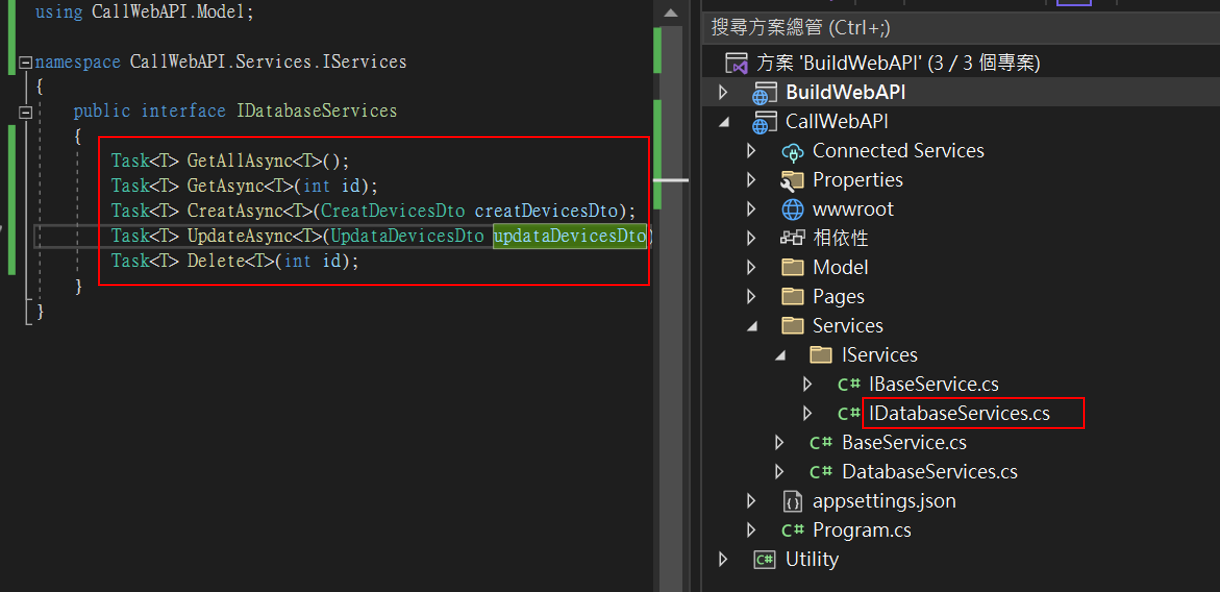 using CallWebAPI.Model;
namespace CallWebAPI.Services.IServices
{
public interface IDatabaseServices
{
Task<T> GetAllAsync<T>();
Task<T> GetAsync<T>(int id);
Task<T> CreatAsync<T>(CreatDevicesDto creatDevicesDto);
Task<T> UpdateAsync<T>(UpdataDevicesDto updataDevicesDto)
Task<T> Delete<T>(int id);
}
}
搜尋方案總管 (Ctrl+;)
方案 'BuildWebAPI' (3 / 3 個專案)
BuildWebAPI
CallWebAPI
Connected Services
Properties
wwwroot
相依性
Model
Pages
Services
IServices
C# IBaseService.cs
C# IDatabaseServices.cs
C# BaseService.cs
C# DatabaseServices.cs
appsettings.json
C# Program.cs
C# Utility